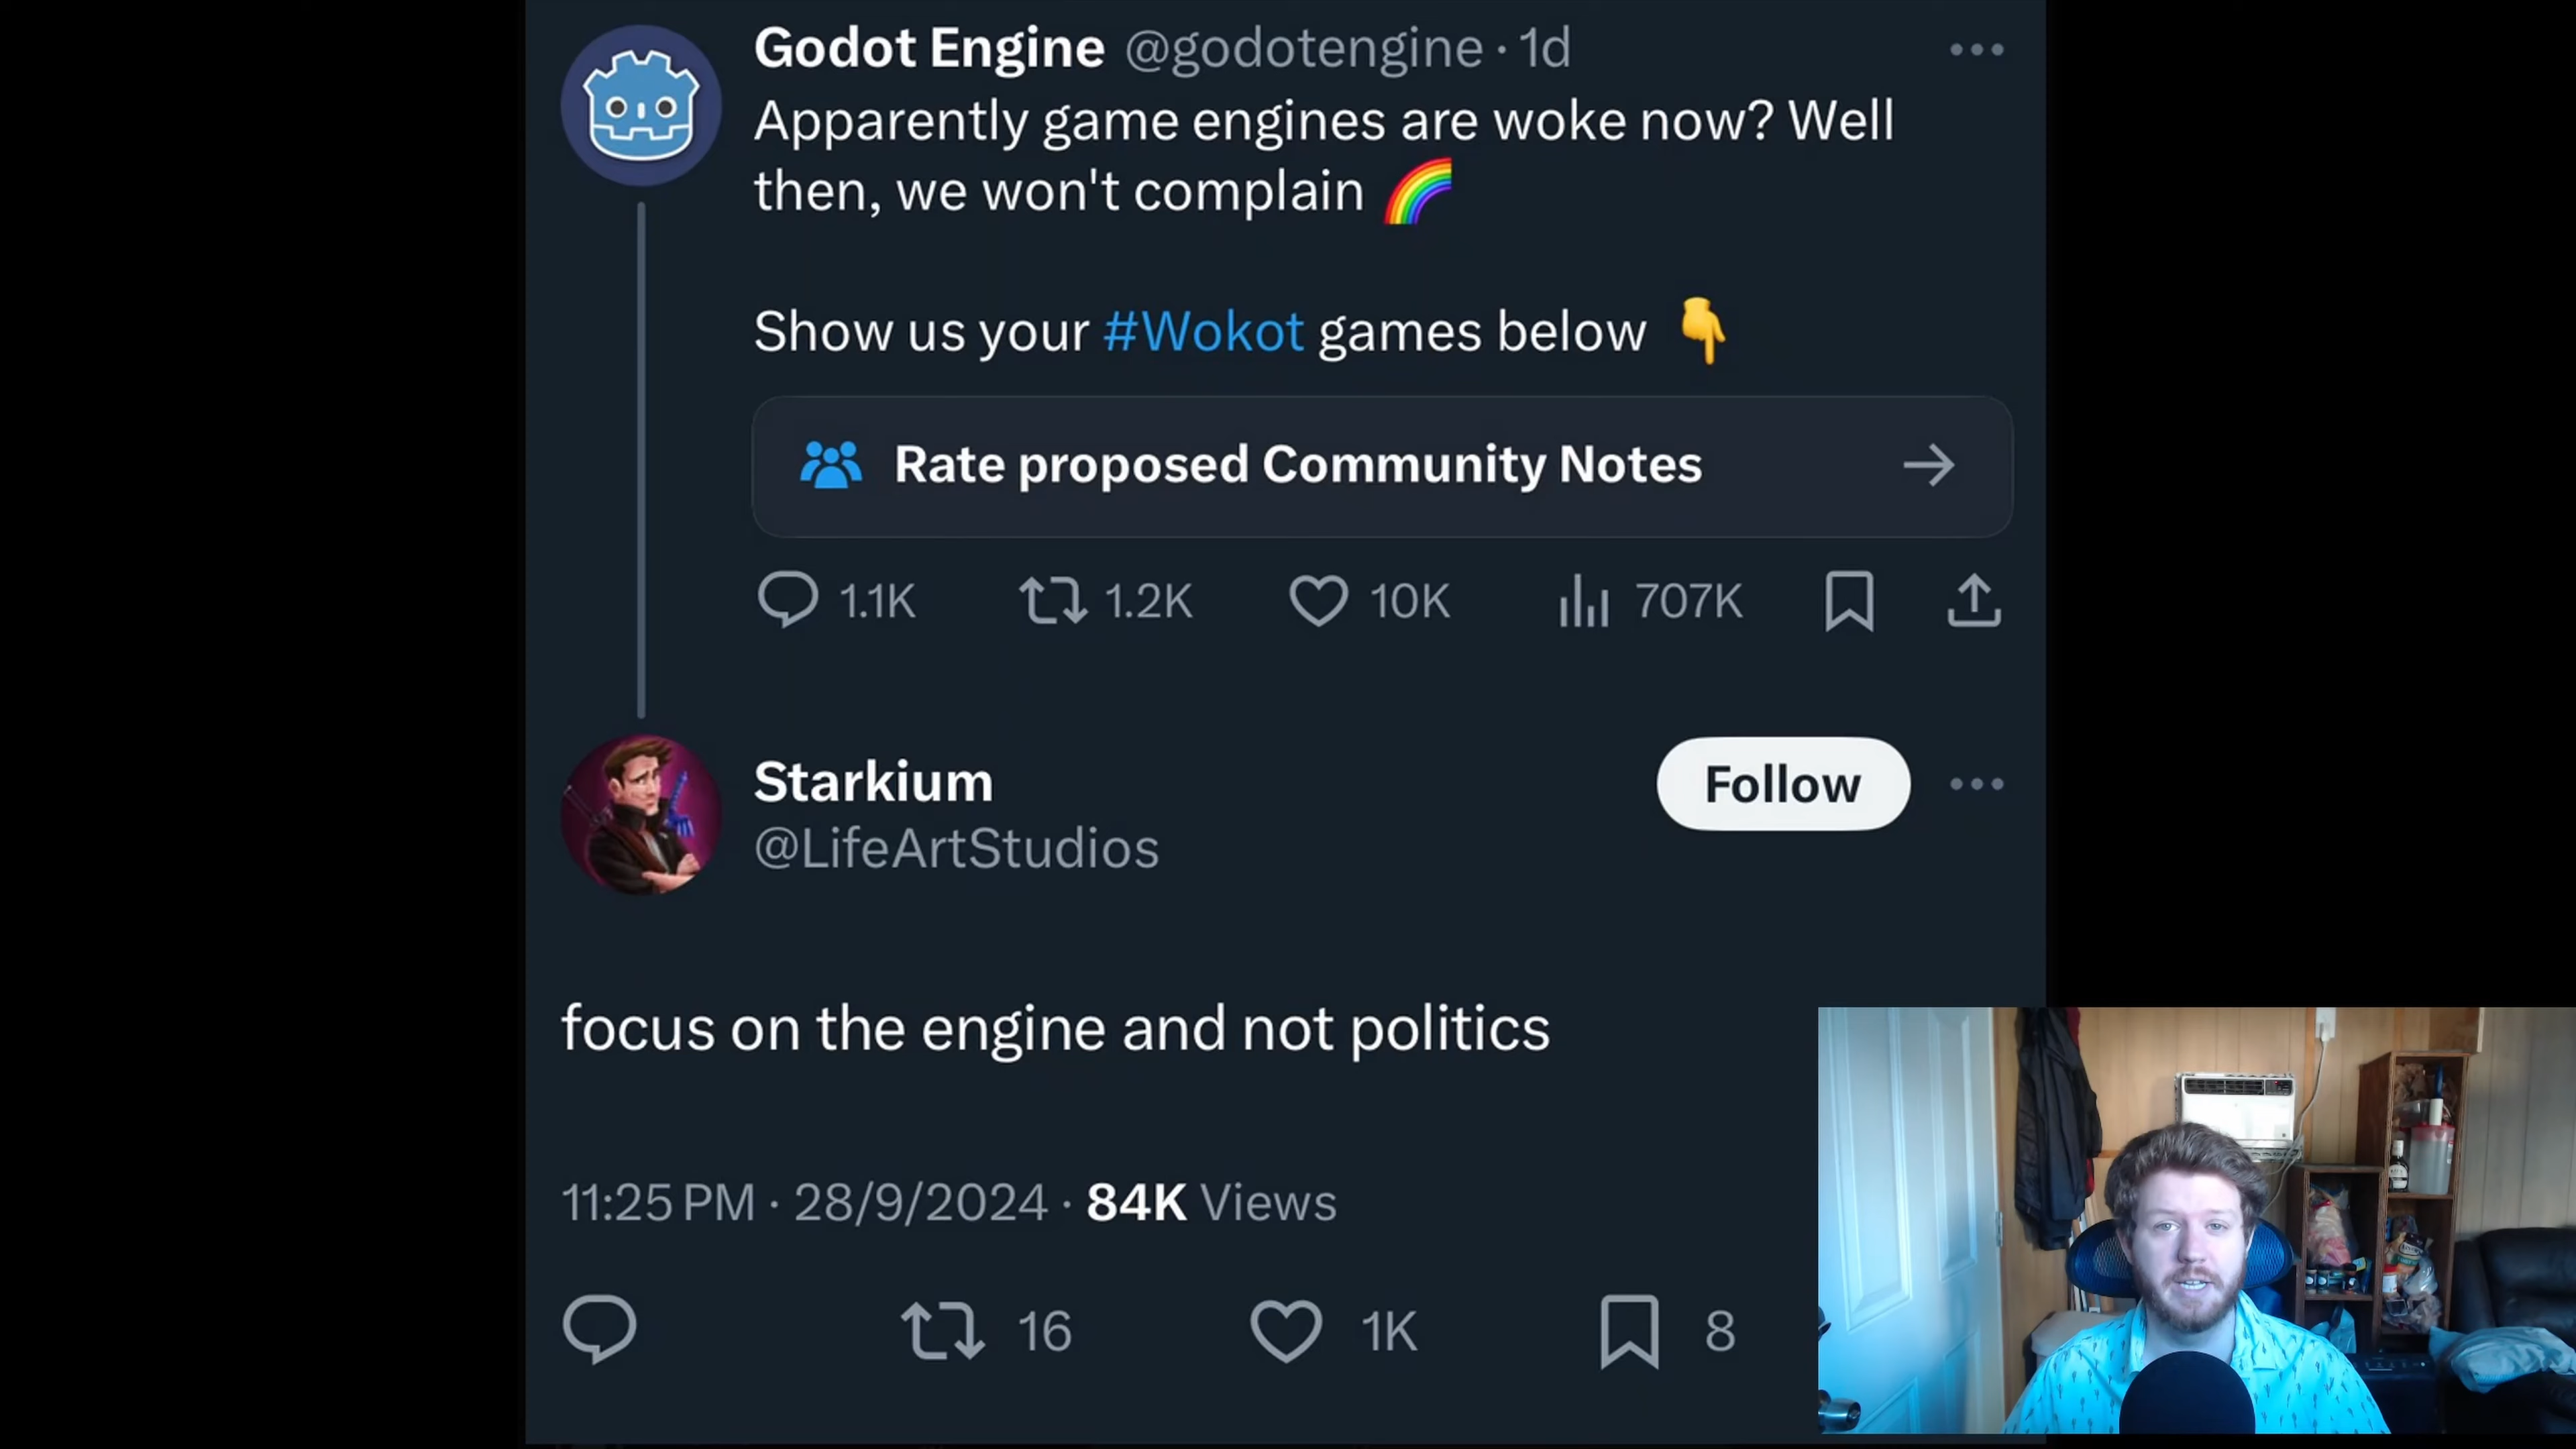 Godot Engine @godotengine · 1d
Apparently game engines are woke now? Well
then, we won't complain 🌈
Show us your #Wokot games below 👇
Rate proposed Community Notes
1.1K 1.2K 10K 707K
Starkium
Follow
@LifeArtStudios
focus on the engine and not politics
11:25 PM · 28/9/2024 · 84K Views
16 1K 8